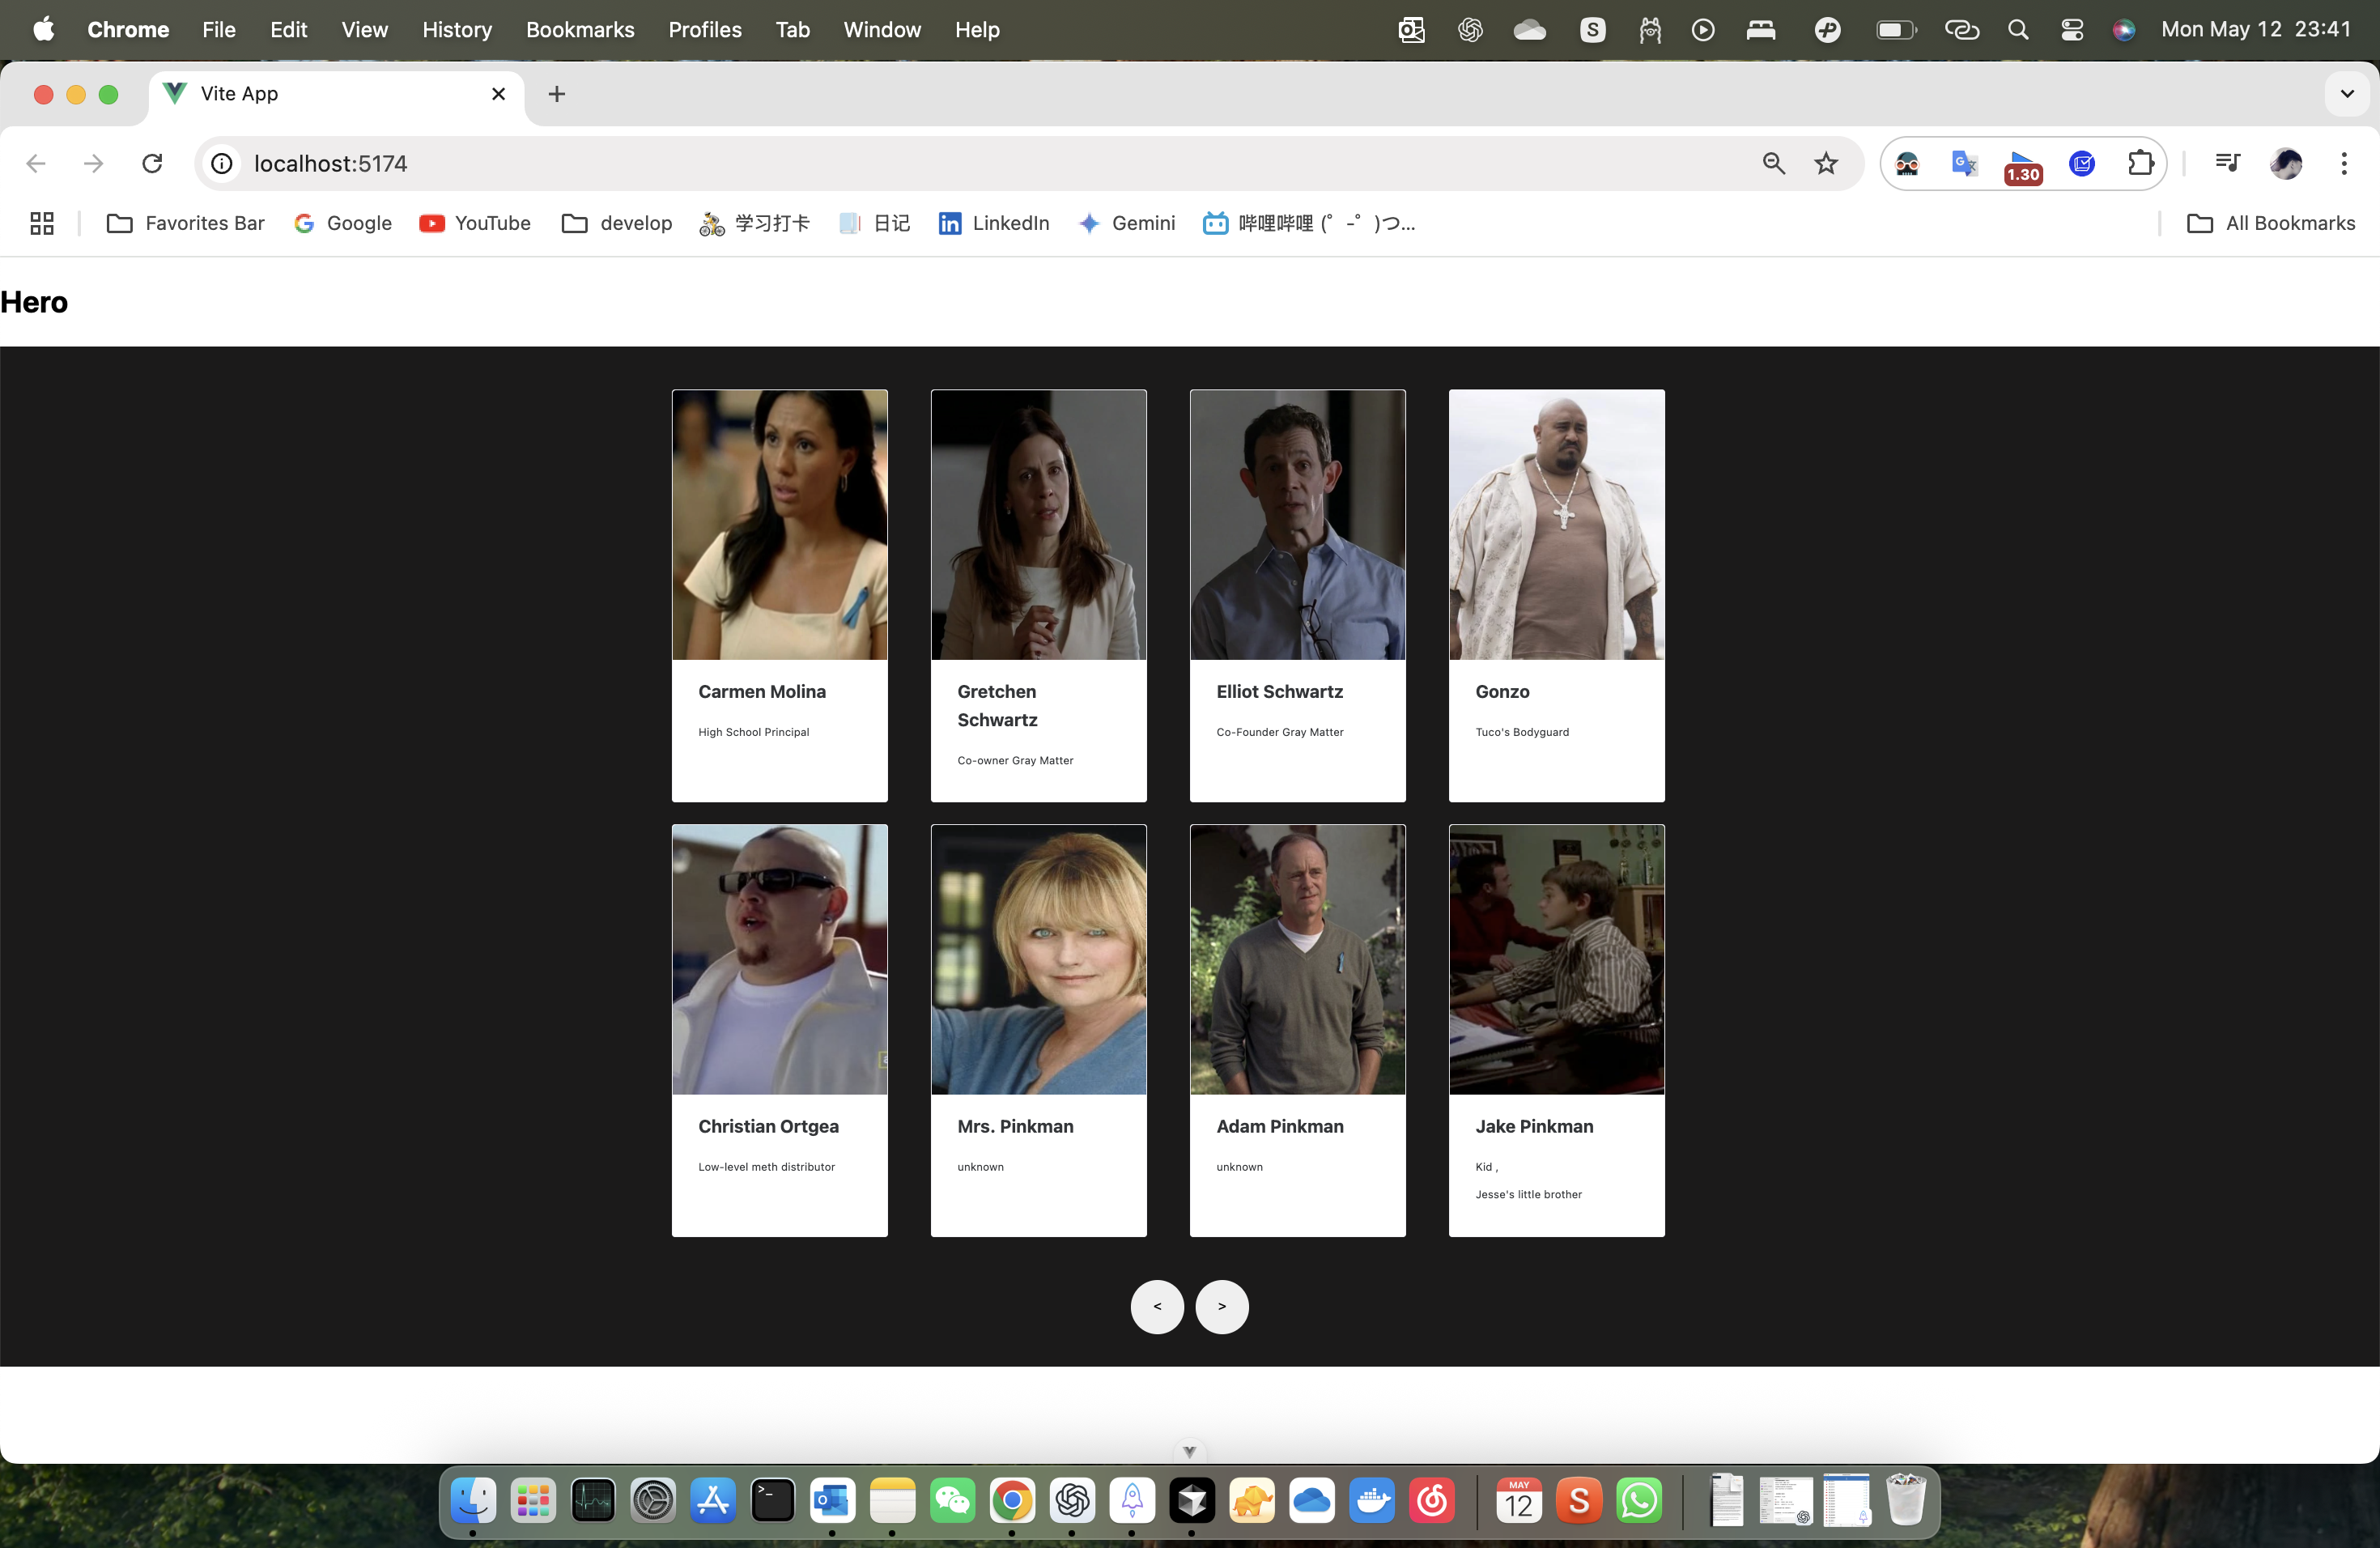 Chrome File Edit View History Bookmarks Profiles Tab Window Help S Mon May 12 23:41
Vite App
localhost:5174 1.30
Favorites Bar Google YouTube develop 学习打卡 日记 LinkedIn Gemini 哔哩哔哩 (゜-゜)つ... All Bookmarks
Hero
Carmen Molina
High School Principal
Gretchen
Schwartz
Co-owner Gray Matter
Elliot Schwartz
Co-Founder Gray Matter
Gonzo
Tuco's Bodyguard
Christian Ortgea
Low-level meth distributor
Mrs. Pinkman
unknown
Adam Pinkman
unknown
Jake Pinkman
Kid ,
Jesse's little brother
< >
MAY
12